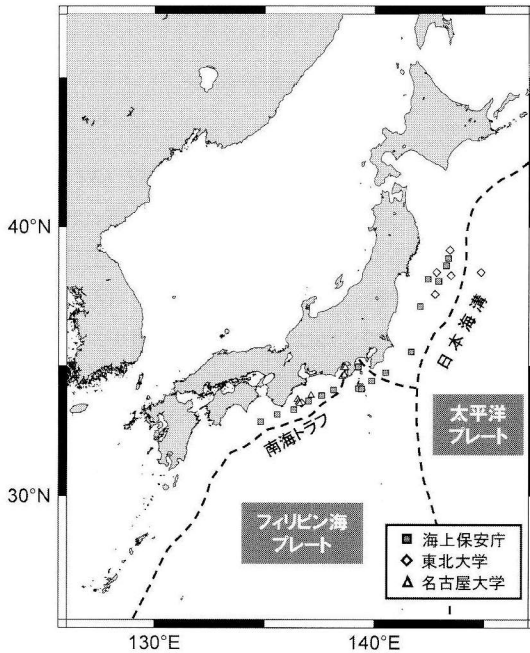 40°N
30°N
130°E
140°E
日本海溝
南海トラフ
太平洋
プレート
フィリピン海
プレート
海上保安庁
東北大学
名古屋大学